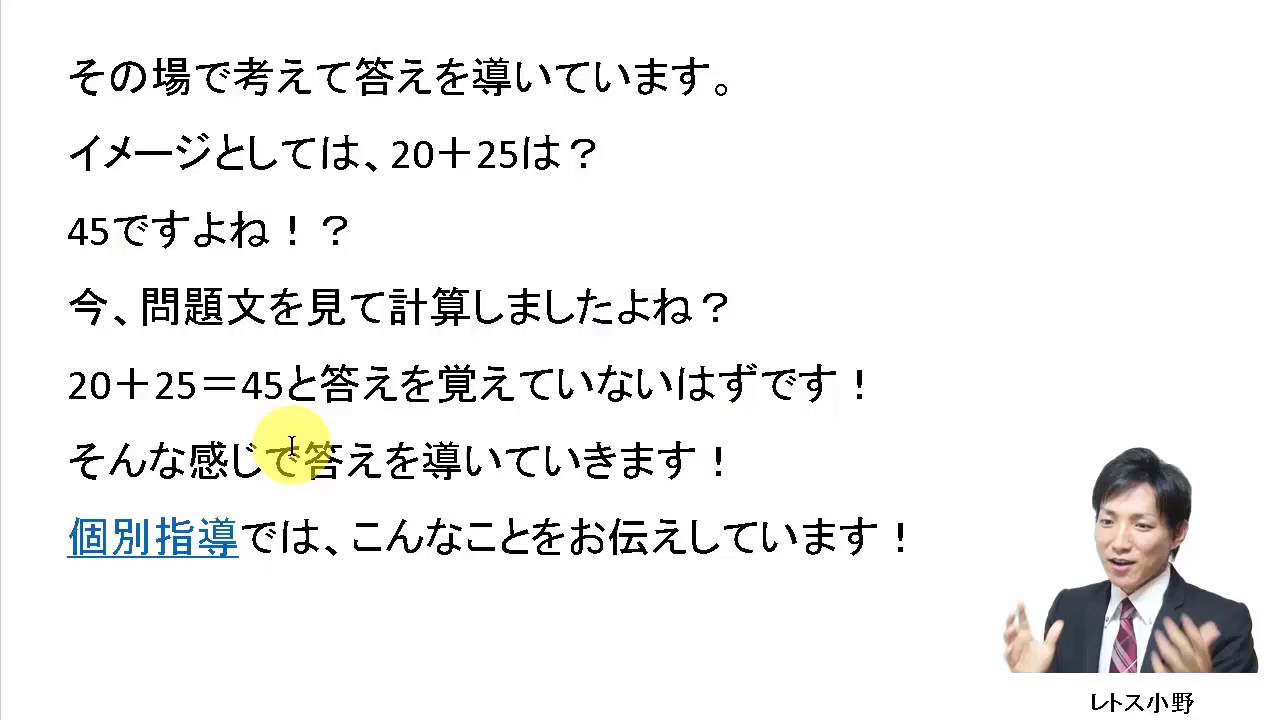 その場で考えて答えを導いています。
イメージとしては、20＋25は？
45ですよね！？
今、問題文を見て計算しましたよね？
20＋25＝45と答えを覚えていないはずです！
そんな感じで答えを導いていきます！
個別指導では、こんなことをお伝えしています！
レトス小野